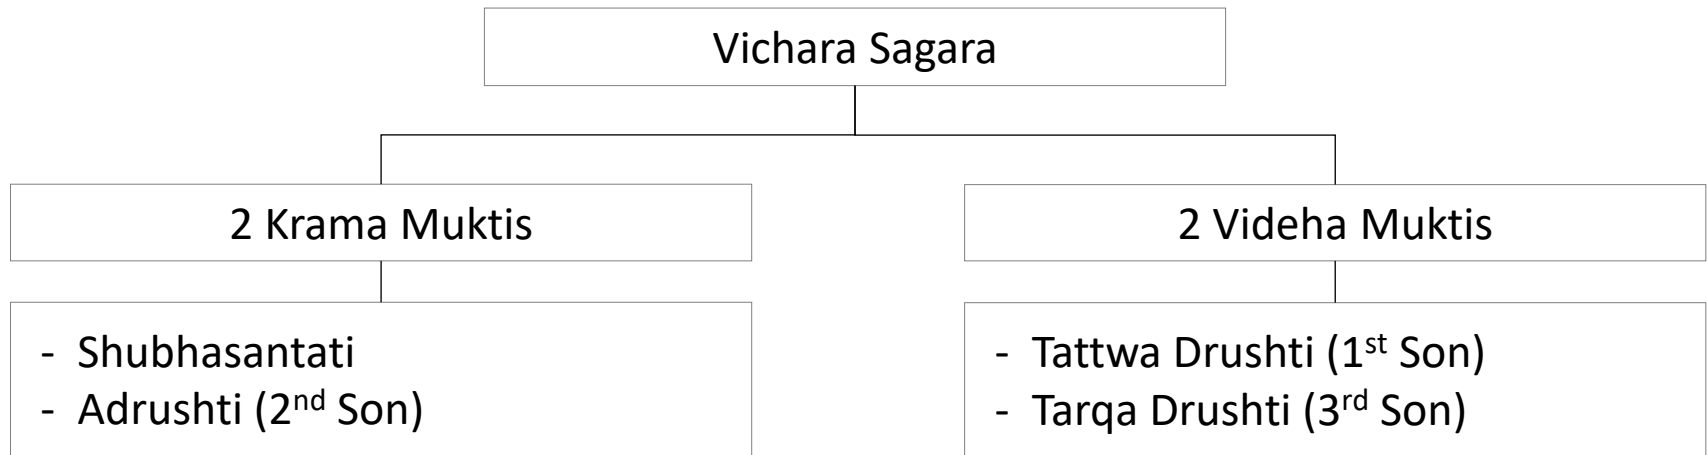 Vichara Sagara
2 Krama Muktis
2 Videha Muktis
- Shubhasantati
- Adrushti (2nd Son)
- Tattwa Drushti (1st Son)
- Tarqa Drushti (3rd Son)